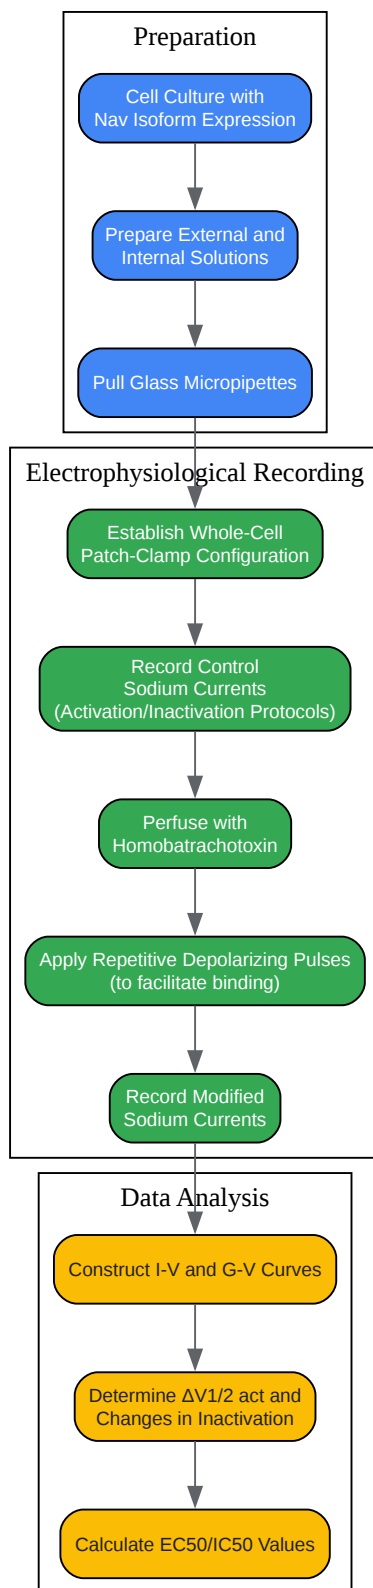 Preparation
Cell Culture with
Nav Isoform Expression
Prepare External and
Internal Solutions
Pull Glass Micropipettes
Electrophysiological Recording
Establish Whole-Cell
Patch-Clamp Configuration
Record Control
Sodium Currents
(Activation/Inactivation Protocols)
Perfuse with
Homobatrachotoxin
Apply Repetitive Depolarizing Pulses
(to facilitate binding)
Record Modified
Sodium Currents
Data Analysis
Construct I-V and G-V Curves
Determine ΔV1/2 act and
Changes in Inactivation
Calculate EC50/IC50 Values